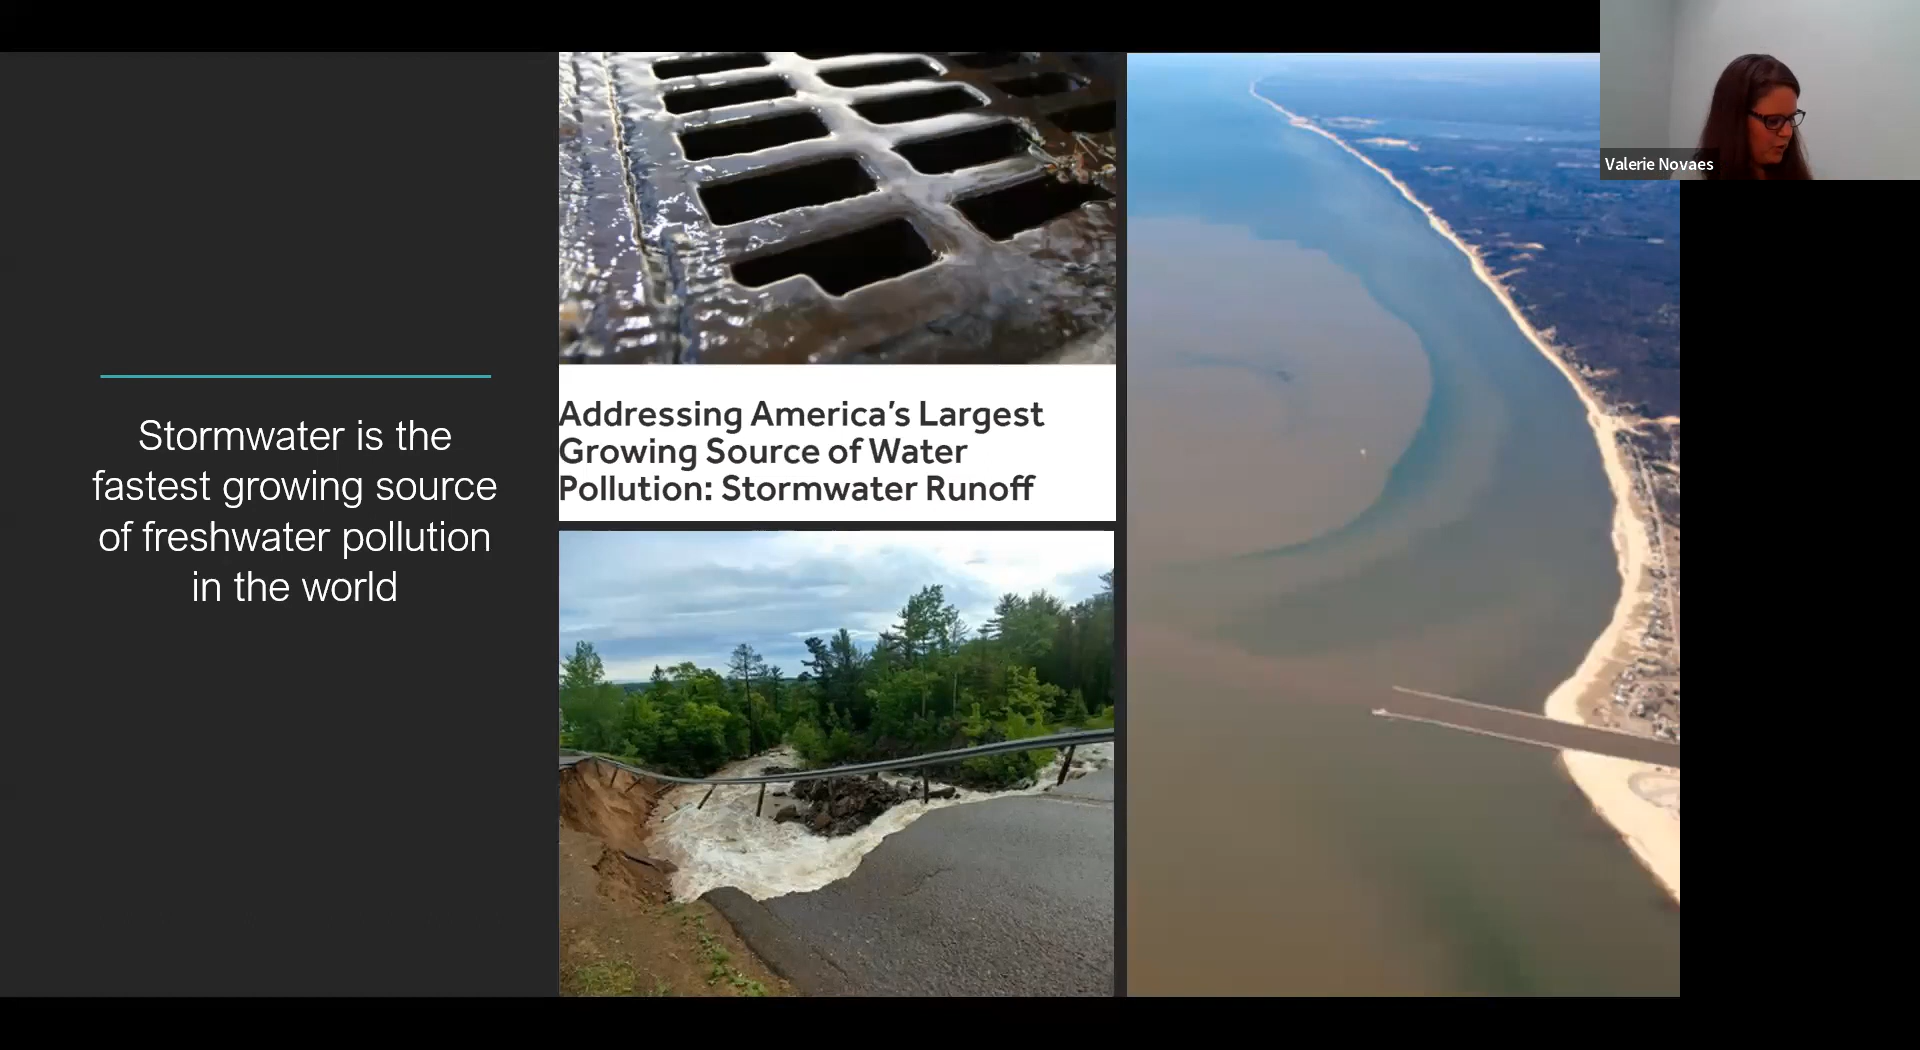 Stormwater is the
fastest growing source
of freshwater pollution
in the world
Addressing America’s Largest
Growing Source of Water
Pollution: Stormwater Runoff
Valerie Novaes